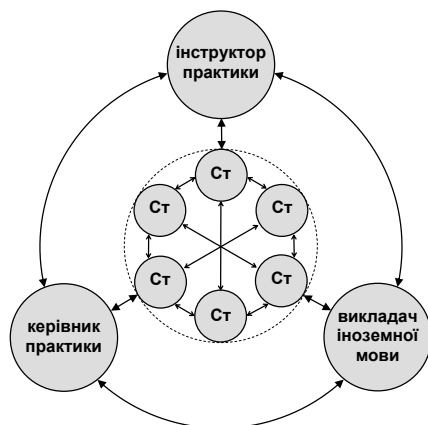 інструктор
практики
Ст
Ст
Ст
Ст
Ст
Ст
керівник
практики
викладач
іноземної
мови